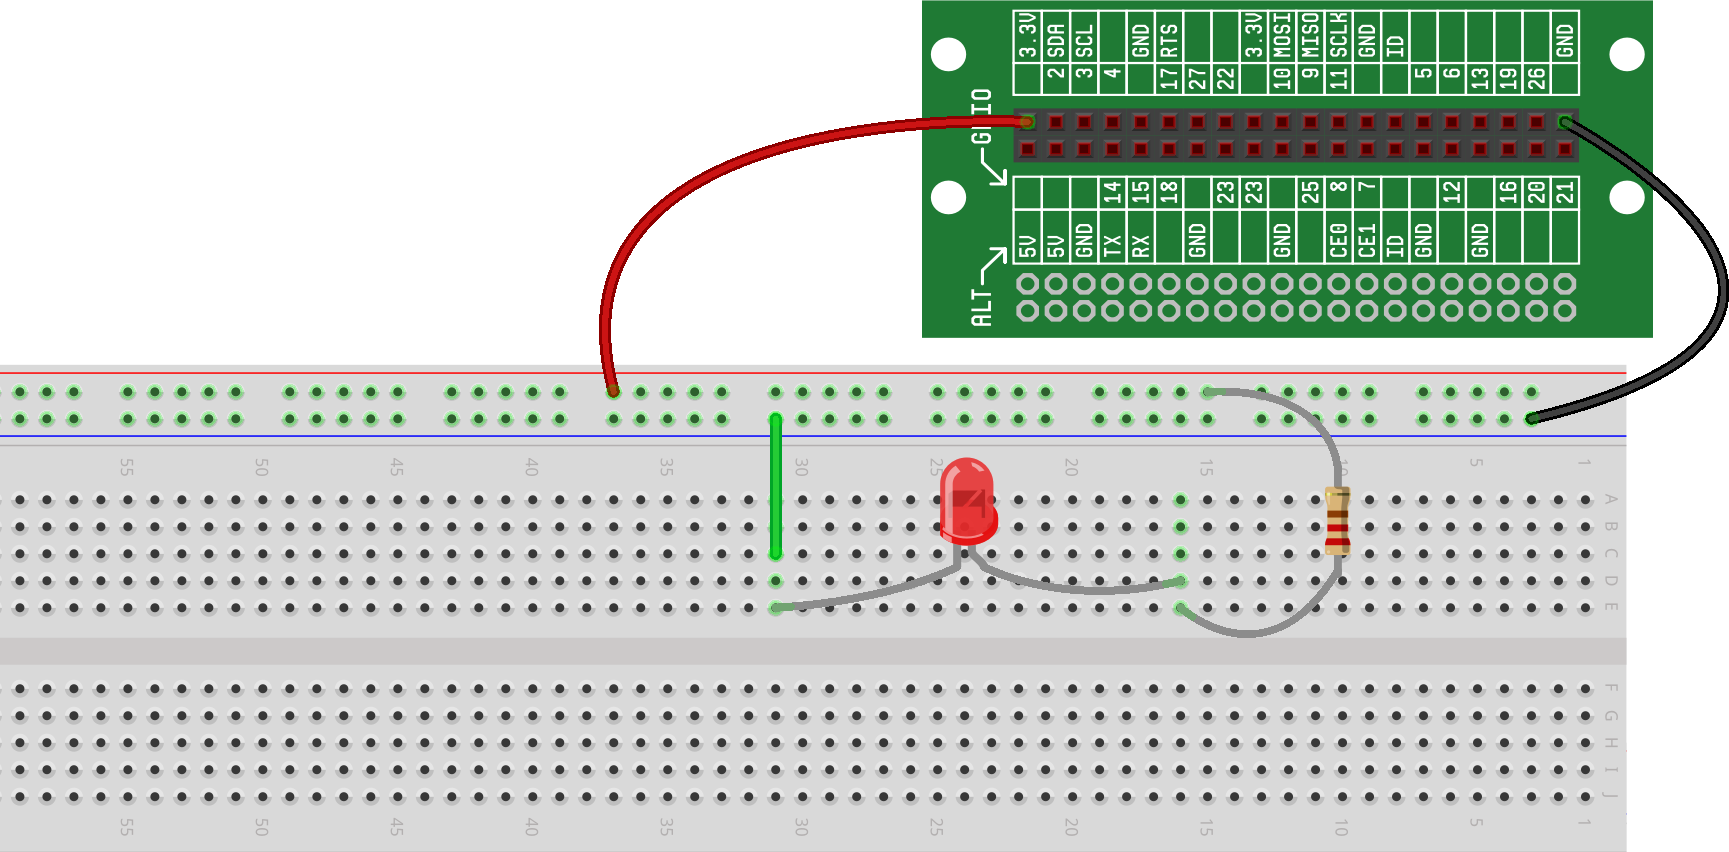 3.3V SDA SCL GND RTS 3.3V MOSI MISO SCLK GND ID GND
2 3 4 17 27 22 10 9 11 5 6 13 19 26
GPIO
14 15 18 23 23 25 8 7 12 16 20 21
5V 5V GND TX RX GND GND CE0 CE1 ID GND GND
ALT
55 50 45 40 35 30 25 20 15 10 5 1
A
B
C
D
E
F
G
H
I
J
55 50 45 40 35 30 25 20 15 10 5 1